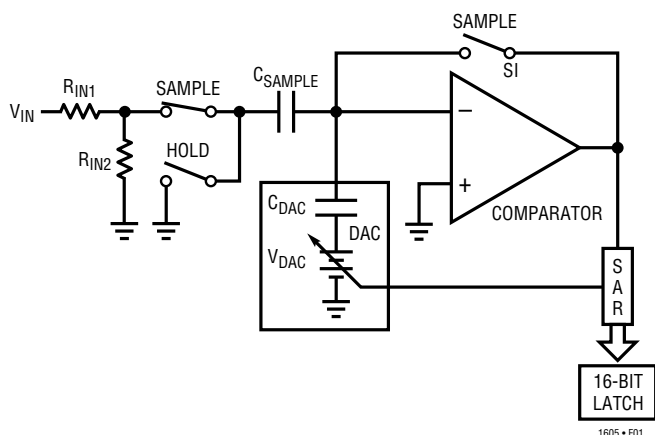 SAMPLE
SI
C_SAMPLE
R_IN1
SAMPLE
V_IN
R_IN2
HOLD
–
+
COMPARATOR
C_DAC
DAC
V_DAC
S
A
R
16-BIT
LATCH
1605 • F01